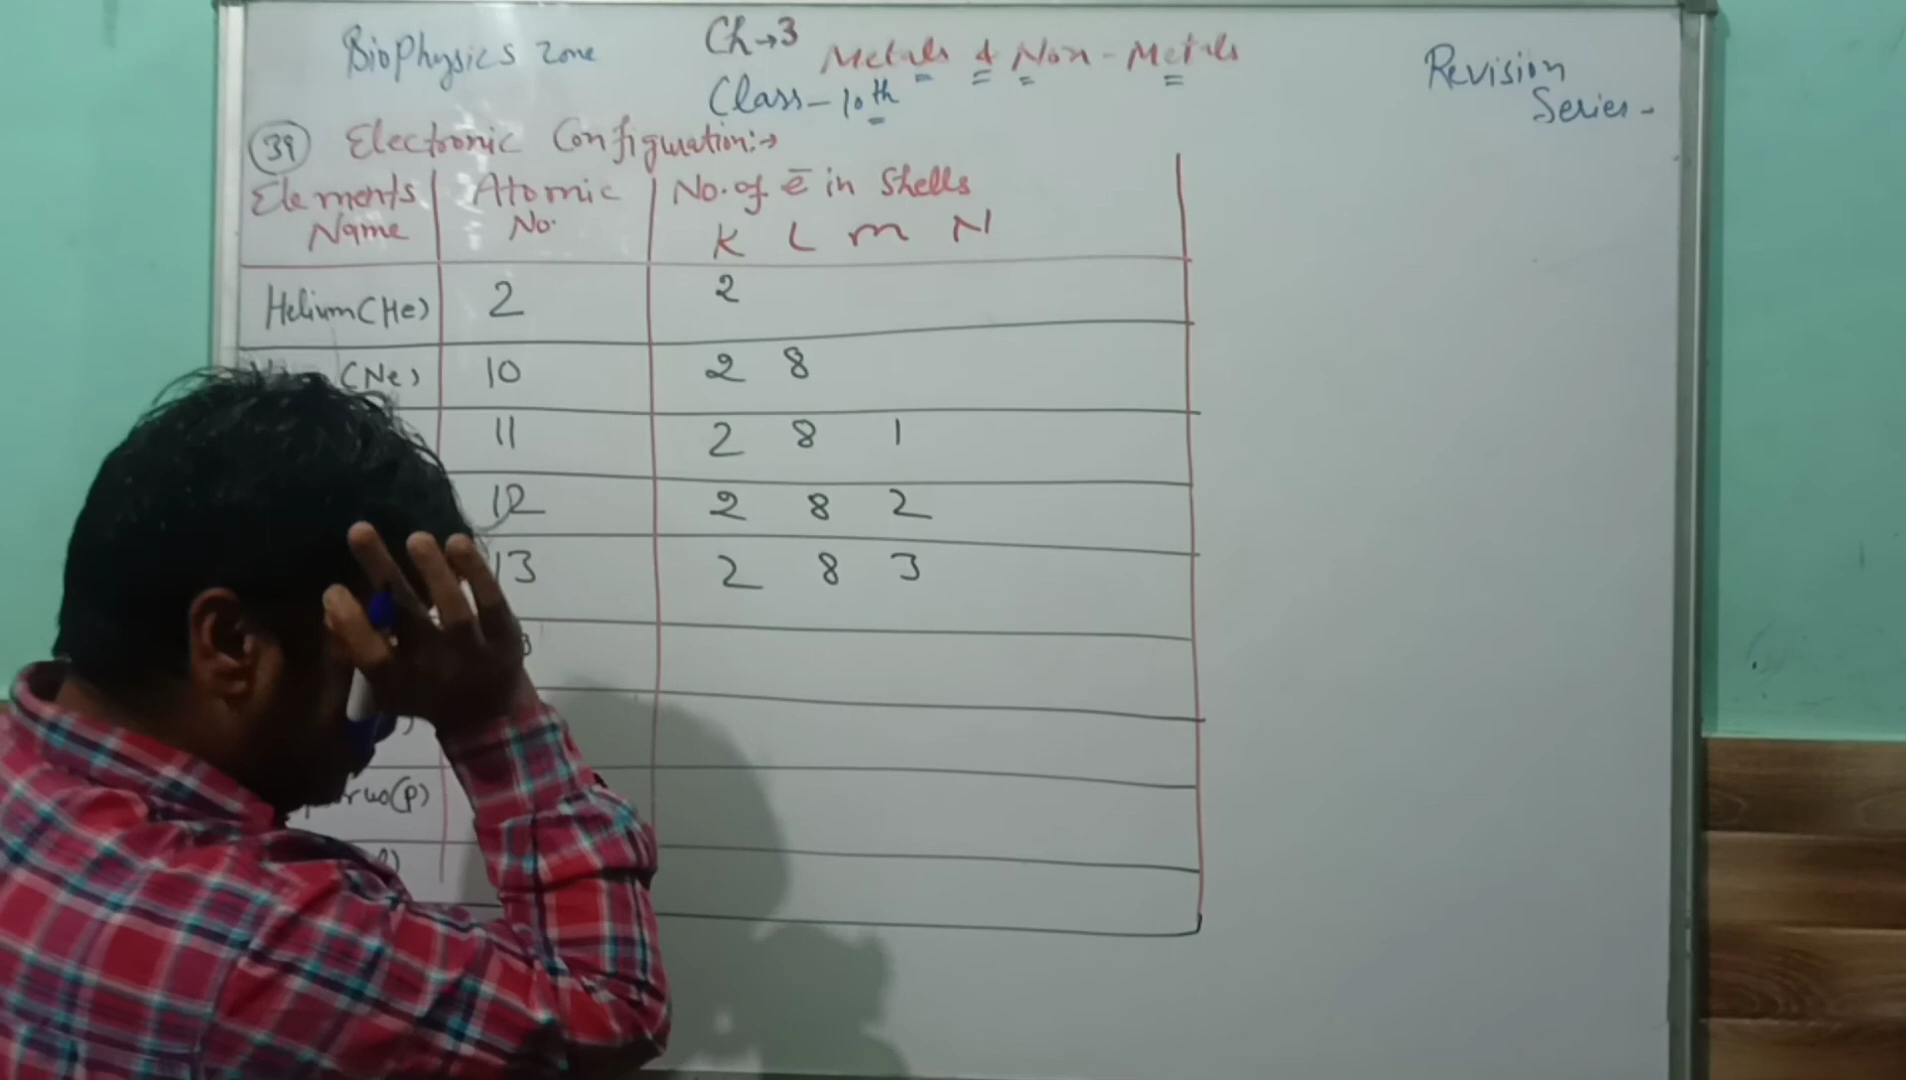 BioPhysics Zone
Ch→3 Metals & Non-Metals
Class-10th
Revision
Series-
39 Electronic Configuration:→
Elements Name Atomic No. No. of ē in Shells
K L M N
Helium(He) 2 2
(Ne) 10 2 8
11 2 8 1
12 2 8 2
13 2 8 3
(P)